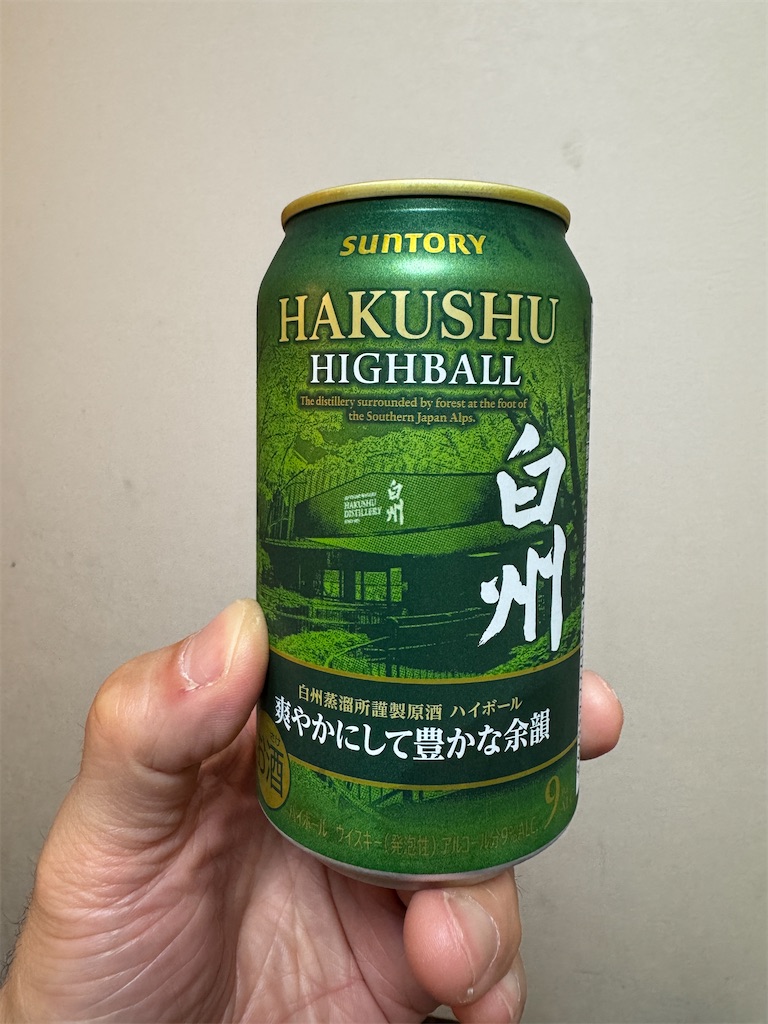 SUNTORY
HAKUSHU
HIGHBALL
The distillery surrounded by forest at the foot of
the Southern Japan Alps.
白州
白州
HAKUSHU
DISTILLERY
白州蒸溜所謹製原酒 ハイボール
爽やかにして豊かな余韻
お酒
ハイボール ウイスキー(発泡性) アルコール分9% ALC. 9%